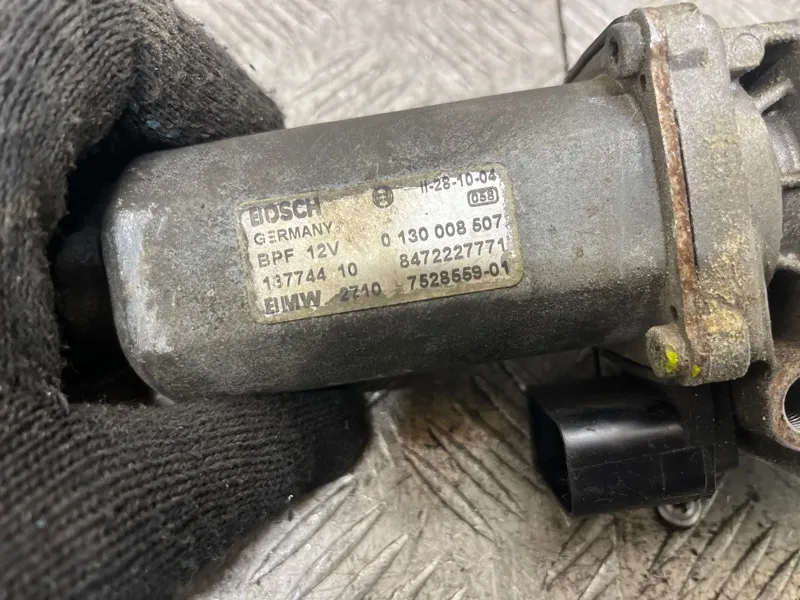 BOSCH II-28-10-04
GERMANY 058
BPF 12V 0 130 008 507
137744 10 8472227771
BMW 2710 7528559-01